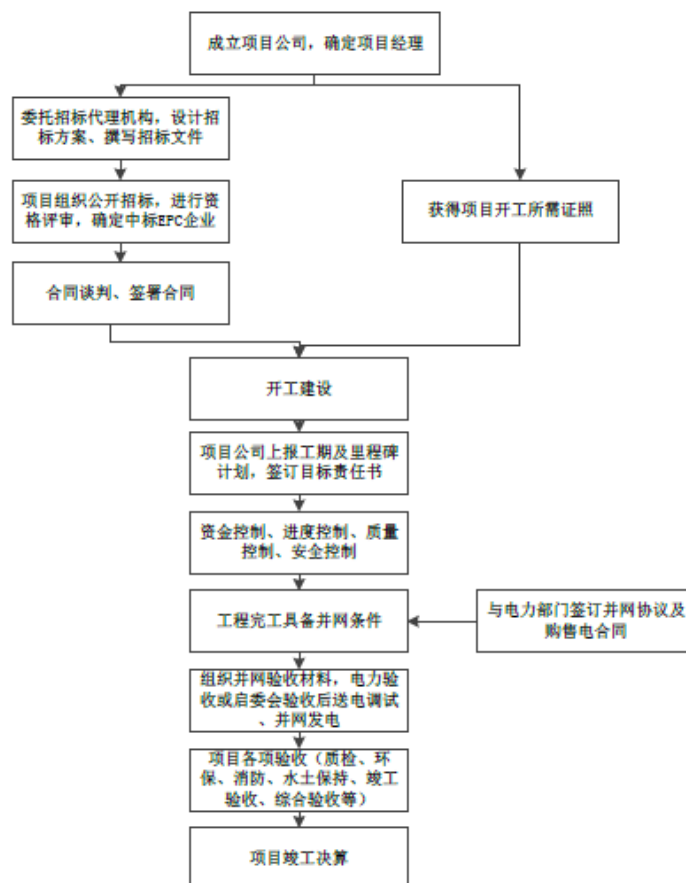 成立项目公司，确定项目经理
委托招标代理机构，设计招
标方案、撰写招标文件
项目组织公开招标，进行资
格评审，确定中标EPC企业
获得项目开工所需证照
合同谈判、签署合同
开工建设
项目公司上报工期及里程碑
计划，签订目标责任书
资金控制、进度控制、质量
控制、安全控制
工程完工具备并网条件
与电力部门签订并网协议及
购售电合同
组织并网验收材料，电力验
收或启委会验收后送电调试
、并网发电
项目各项验收（质检、环
保、消防、水土保持、竣工
验收、综合验收等）
项目竣工决算